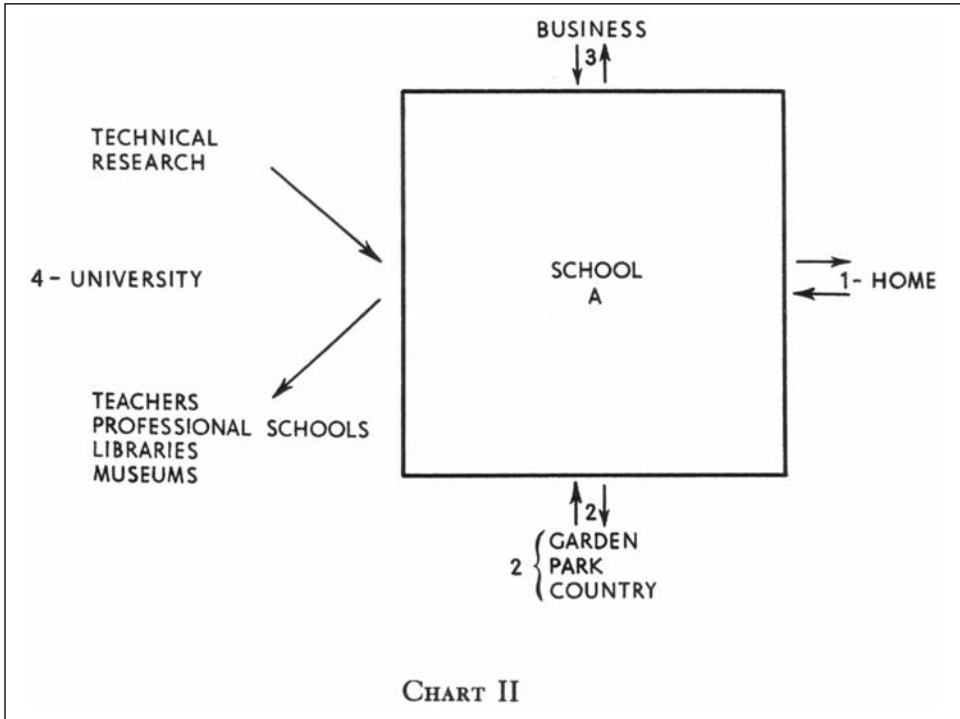 BUSINESS
3
TECHNICAL
RESEARCH
4 - UNIVERSITY
SCHOOL
A
1 - HOME
TEACHERS
PROFESSIONAL SCHOOLS
LIBRARIES
MUSEUMS
2
2 { GARDEN
PARK
COUNTRY
CHART II